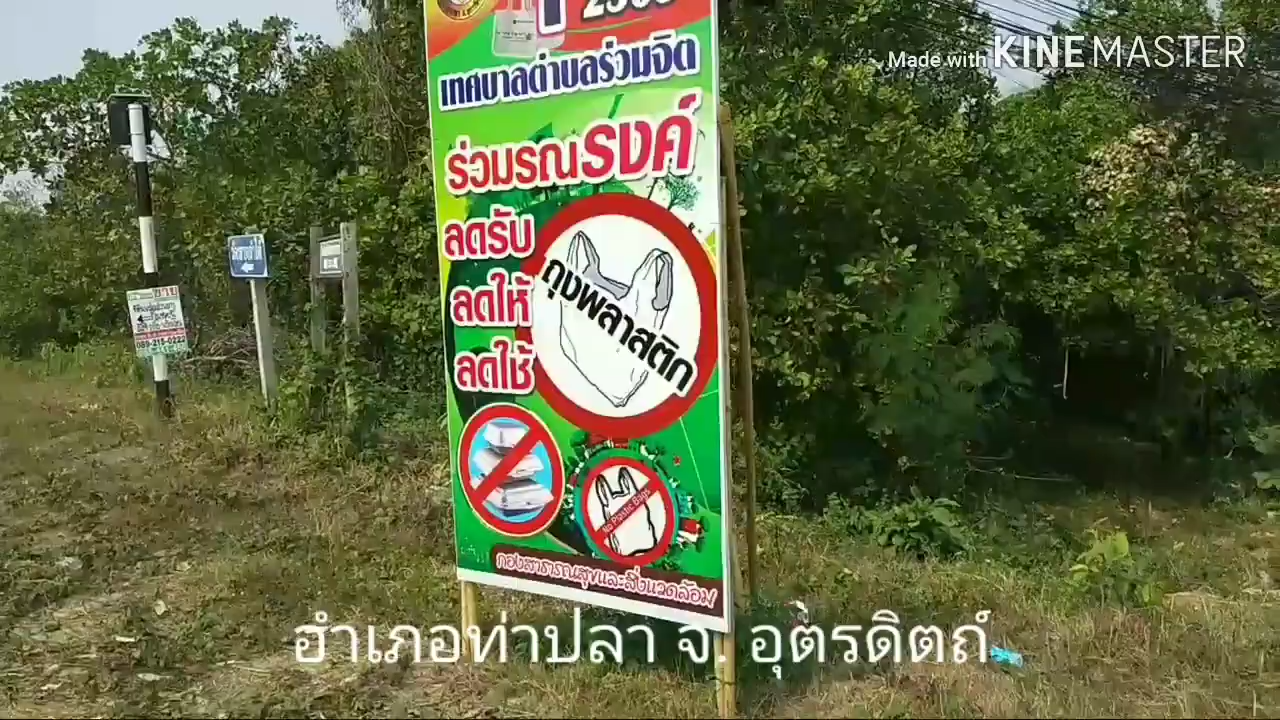 Made with KINEMASTER
เทศบาลตำบลร่วมจิต
ร่วมรณรงค์
ลดรับ
ลดให้
ลดใช้
ถุงพลาสติก
No Plastic Bags
กองสาธารณสุขและสิ่งแวดล้อม
ขาย
089-216-0222
ฮำเภอท่าปลา จ. อุตรดิตถ์